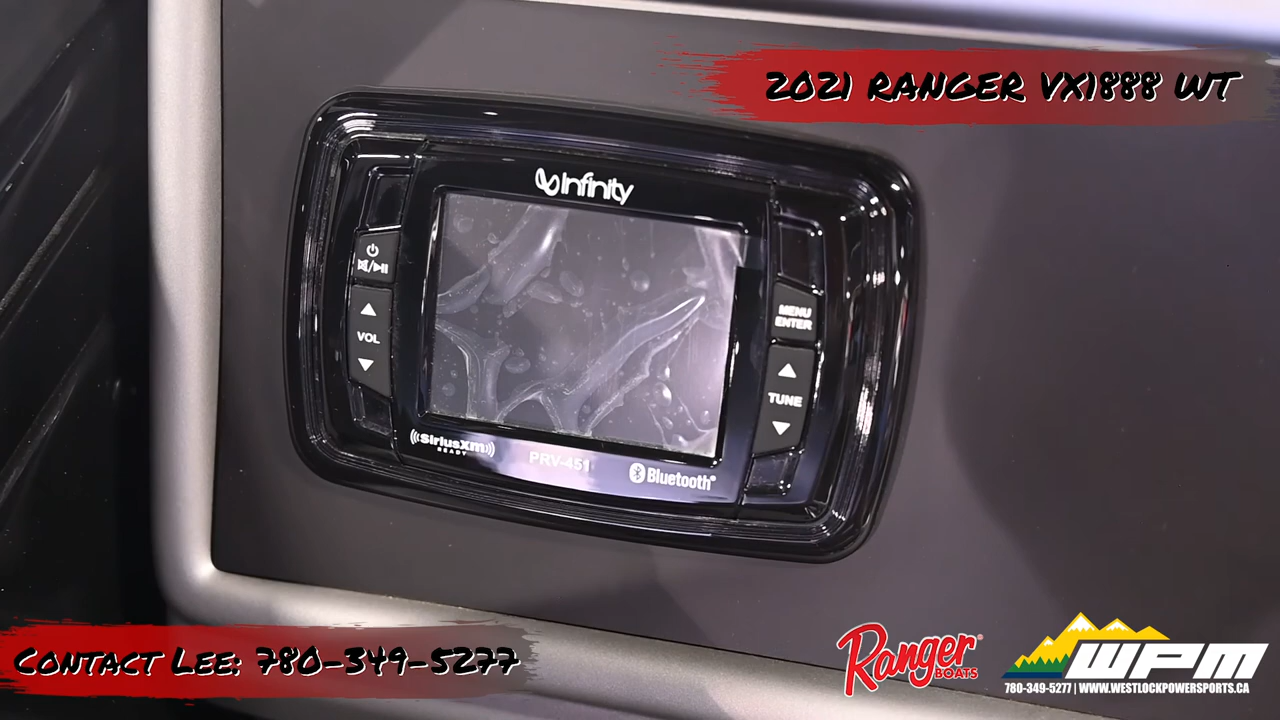 2021 RANGER VX1888 WT
infinity
MENU
ENTER
VOL
TUNE
SiriusXM
READY
PRV-451
Bluetooth®
Contact Lee: 780-349-5277
Ranger®
BOATS
WPM
780-349-5277 | WWW.WESTLOCKPOWERSPORTS.CA